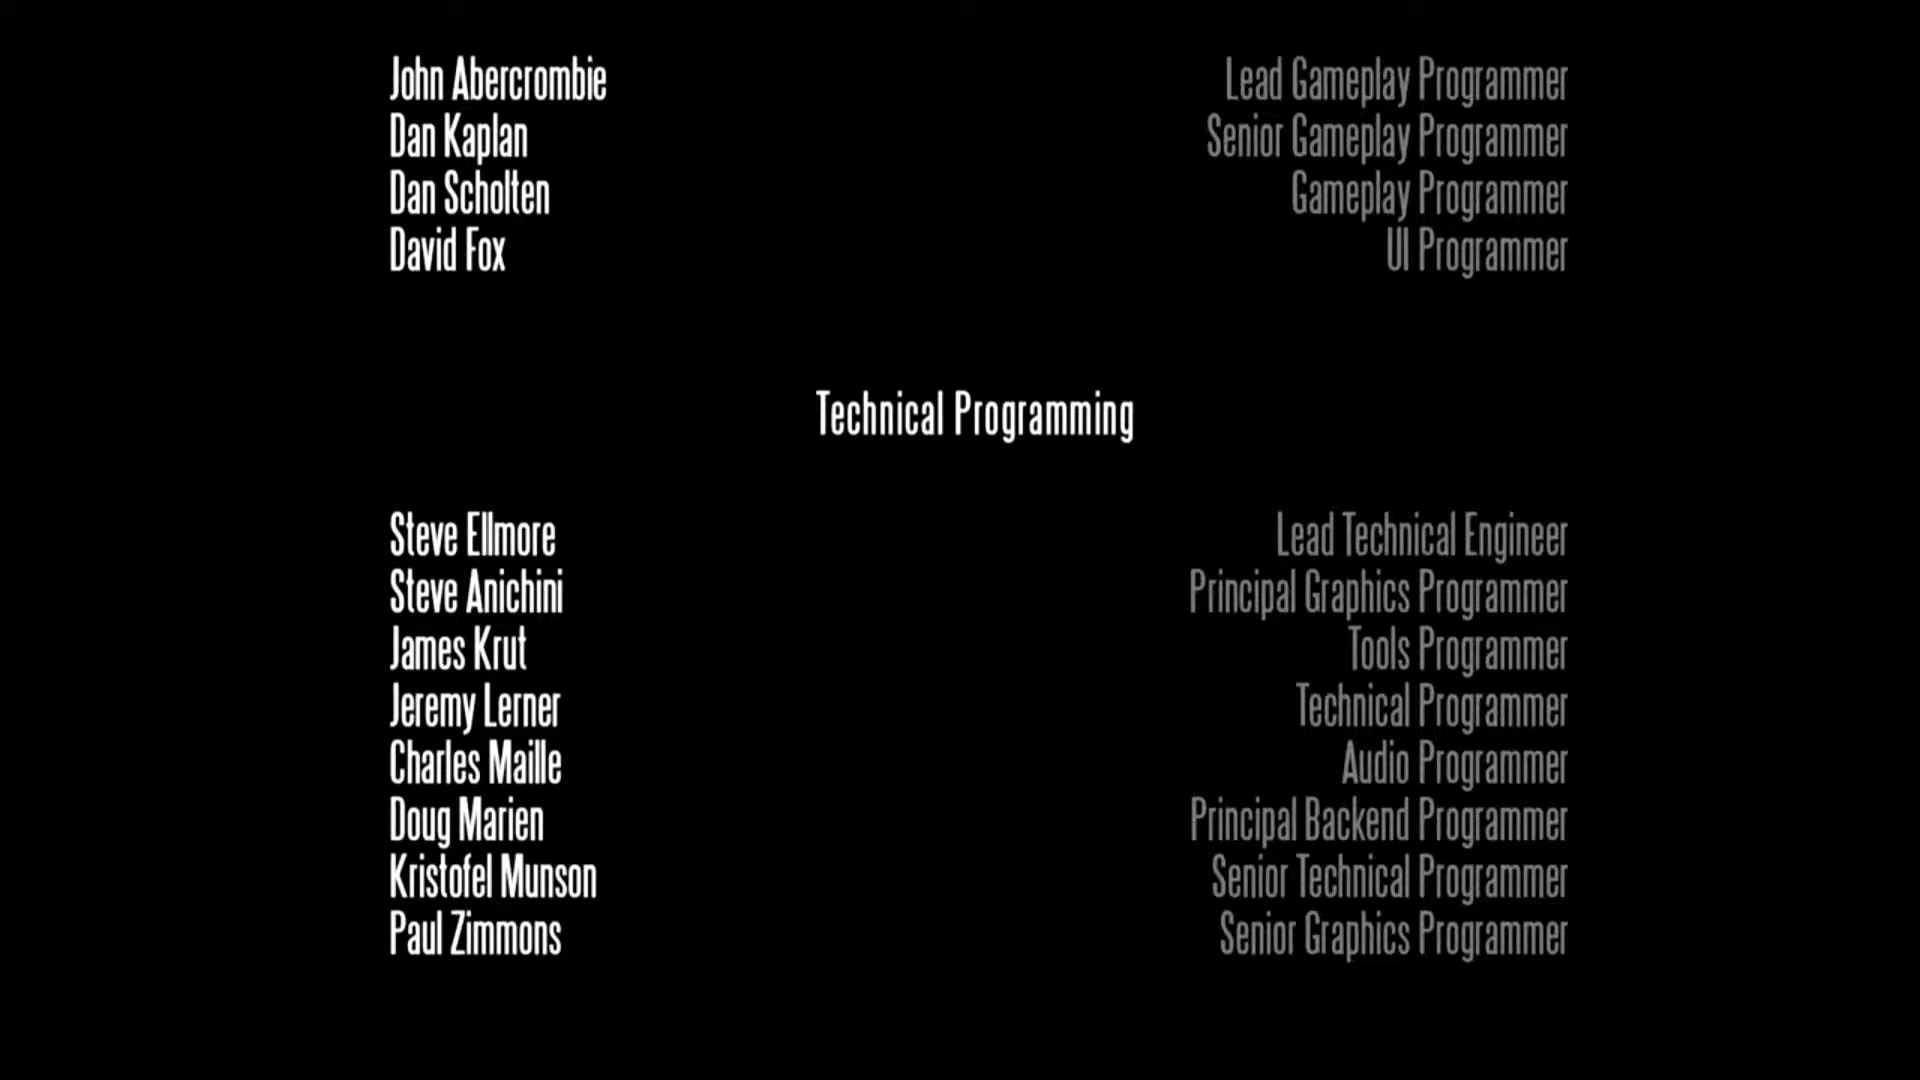 John Abercrombie Lead Gameplay Programmer
Dan Kaplan Senior Gameplay Programmer
Dan Scholten Gameplay Programmer
David Fox UI Programmer
Technical Programming
Steve Ellmore Lead Technical Engineer
Steve Anichini Principal Graphics Programmer
James Krut Tools Programmer
Jeremy Lerner Technical Programmer
Charles Maille Audio Programmer
Doug Marien Principal Backend Programmer
Kristofel Munson Senior Technical Programmer
Paul Zimmons Senior Graphics Programmer